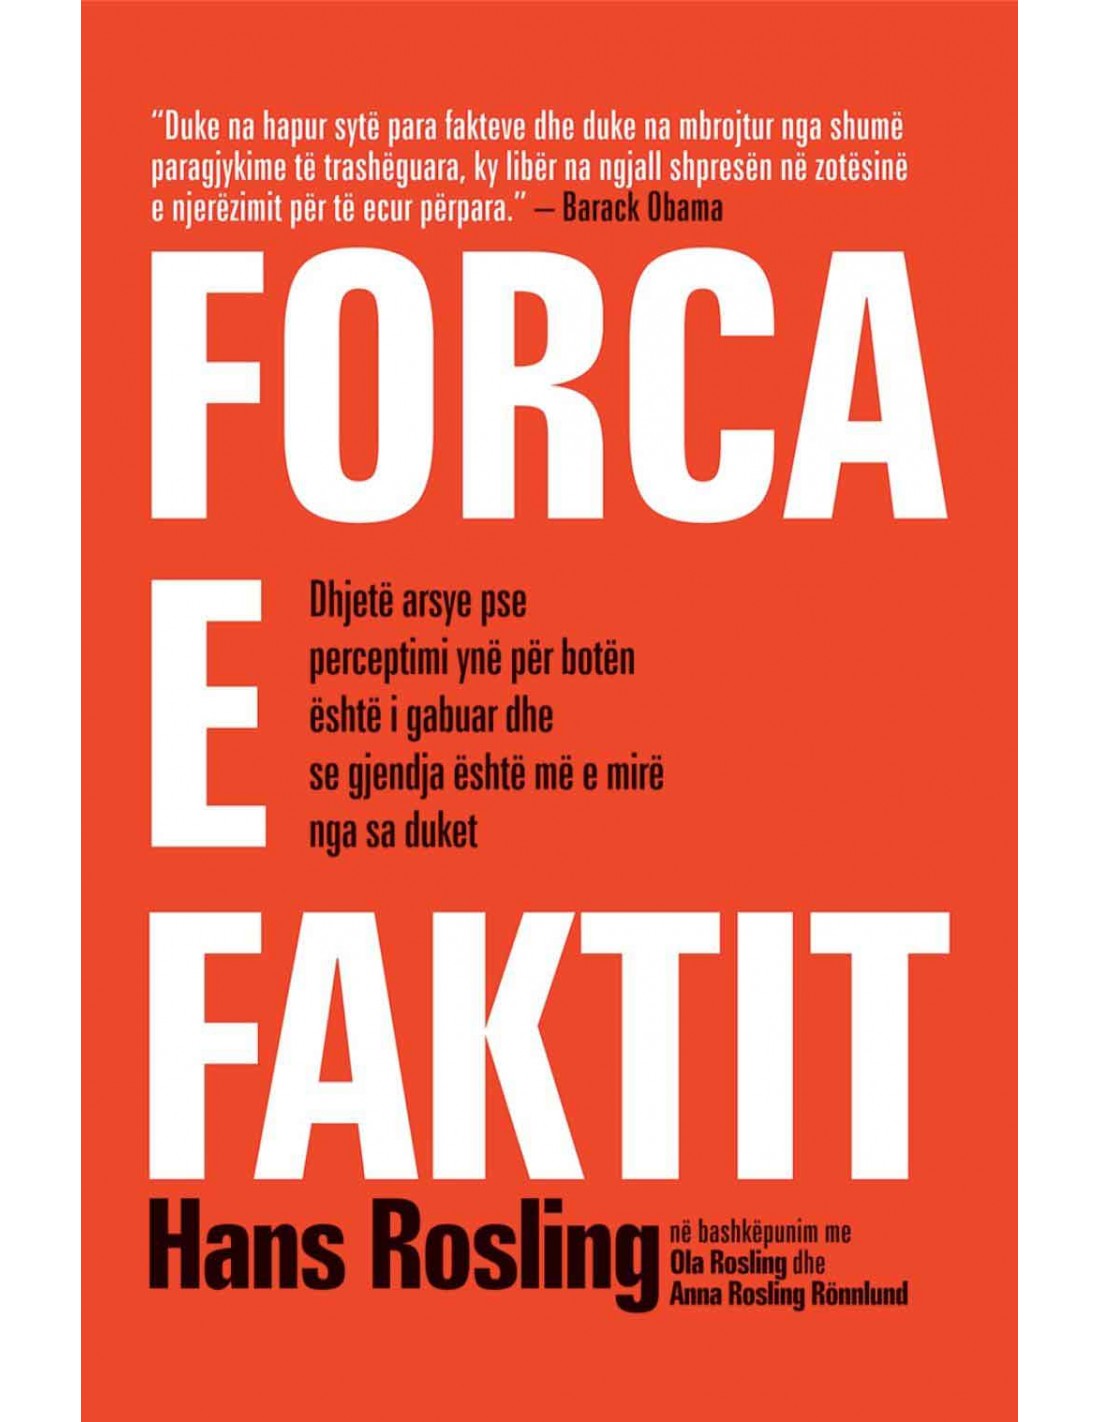 “Duke na hapur sytë para fakteve dhe duke na mbrojtur nga shumë
paragjykime të trashëguara, ky libër na ngjall shpresën në zotësinë
e njerëzimit për të ecur përpara.” – Barack Obama
FORCA
E
Dhjetë arsye pse
perceptimi ynë për botën
është i gabuar dhe
se gjendja është më e mirë
nga sa duket
FAKTIT
Hans Rosling
në bashkëpunim me
Ola Rosling dhe
Anna Rosling Rönnlund